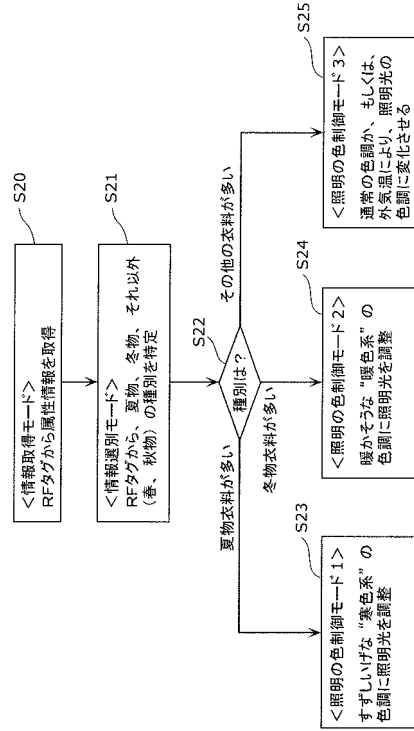 S20
<情報取得モード>
RFタグから属性情報を取得
S21
<情報選別モード>
RFタグから、夏物、冬物、それ以外
(春、秋物)の種別を特定
S22
種別は?
夏物衣料が多い
冬物衣料が多い
その他の衣料が多い
S23
<照明の色制御モード1>
すずしいげな“寒色系”の
色調に照明光を調整
S24
<照明の色制御モード2>
暖かそうな“暖色系”の
色調に照明光を調整
S25
<照明の色制御モード3>
通常の色調か、もしくは、
外気温により、照明光の
色調に変化させる